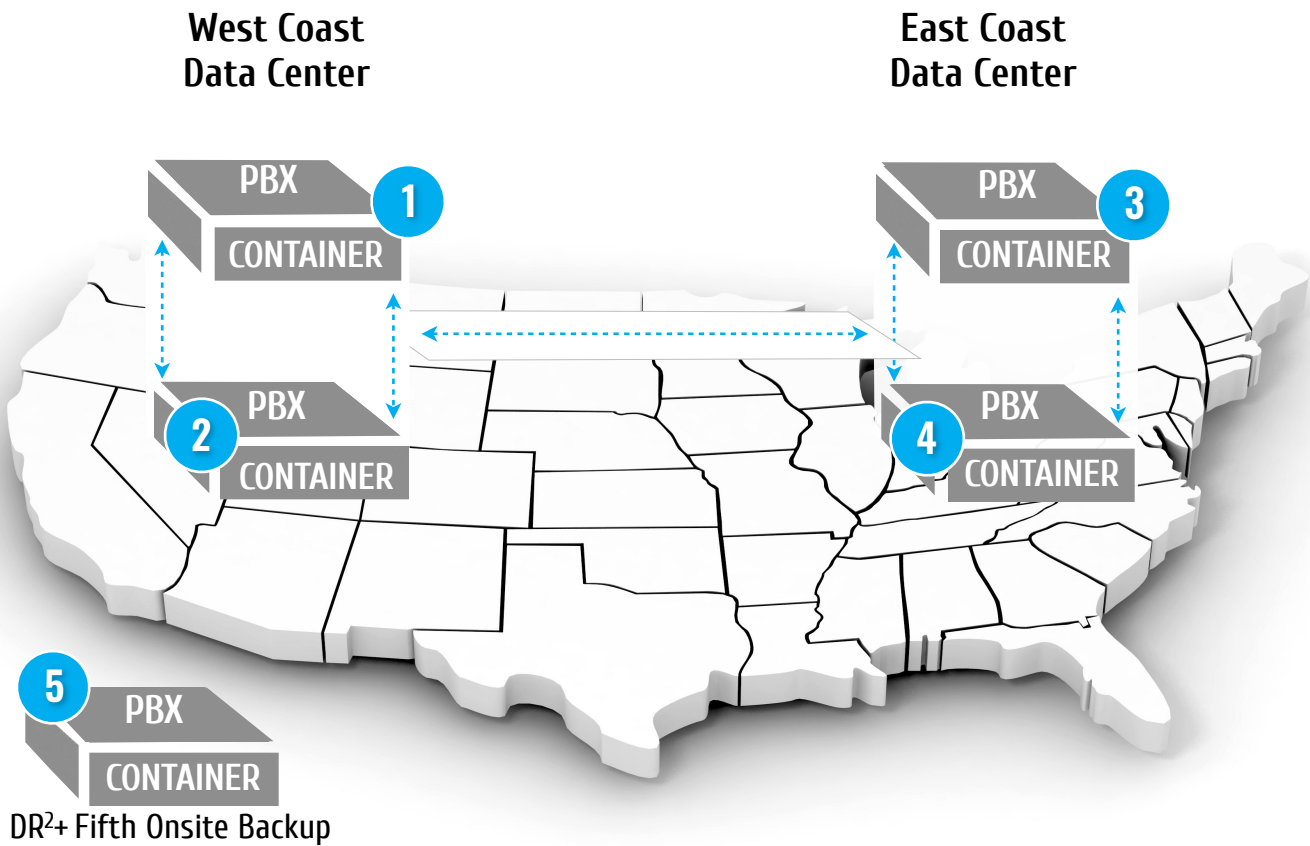 West Coast
Data Center
East Coast
Data Center
PBX
1
CONTAINER
PBX
3
CONTAINER
PBX
2
CONTAINER
PBX
4
CONTAINER
5
PBX
CONTAINER
DR²+ Fifth Onsite Backup